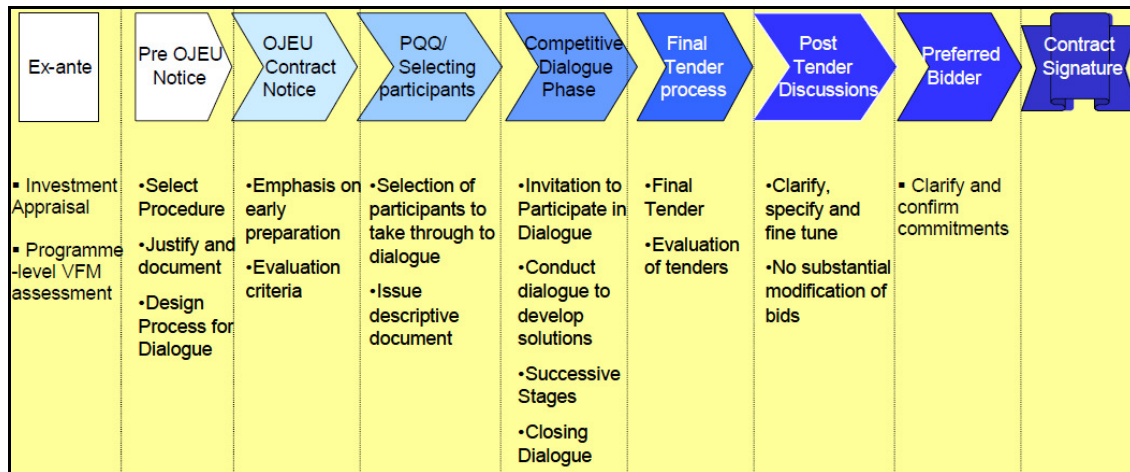 Ex-ante
Pre OJEU
Notice
OJEU
Contract
Notice
PQQ/
Selecting
participants
Competitive
Dialogue
Phase
Final
Tender
process
Post
Tender
Discussions
Preferred
Bidder
Contract
Signature
▪ Investment
Appraisal
▪ Programme
-level VFM
assessment
•Select
Procedure
•Justify and
document
•Design
Process for
Dialogue
•Emphasis on
early
preparation
•Evaluation
criteria
•Selection of
participants to
take through to
dialogue
•Issue
descriptive
document
•Invitation to
Participate in
Dialogue
•Conduct
dialogue to
develop
solutions
•Successive
Stages
•Closing
Dialogue
•Final
Tender
•Evaluation
of tenders
•Clarify,
specify and
fine tune
•No substantial
modification of
bids
▪ Clarify and
confirm
commitments